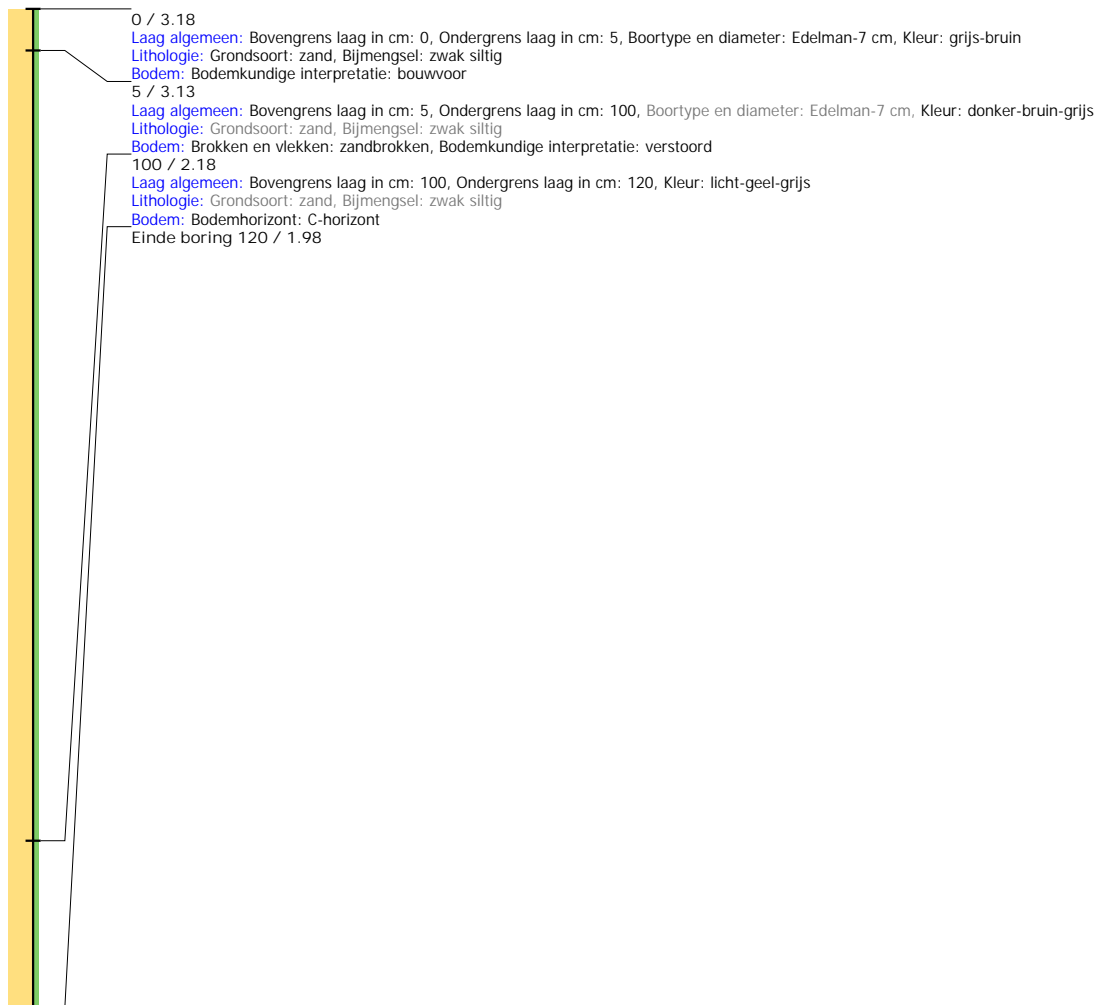 0 / 3.18
Laag algemeen: Bovengrens laag in cm: 0, Ondergrens laag in cm: 5, Boortype en diameter: Edelman-7 cm, Kleur: grijs-bruin
Lithologie: Grondsoort: zand, Bijmengsel: zwak siltig
Bodem: Bodemkundige interpretatie: bouwvoor
5 / 3.13
Laag algemeen: Bovengrens laag in cm: 5, Ondergrens laag in cm: 100, Boortype en diameter: Edelman-7 cm, Kleur: donker-bruin-grijs
Lithologie: Grondsoort: zand, Bijmengsel: zwak siltig
Bodem: Brokken en vlekken: zandbrokken, Bodemkundige interpretatie: verstoord
100 / 2.18
Laag algemeen: Bovengrens laag in cm: 100, Ondergrens laag in cm: 120, Kleur: licht-geel-grijs
Lithologie: Grondsoort: zand, Bijmengsel: zwak siltig
Bodem: Bodemhorizont: C-horizont
Einde boring 120 / 1.98